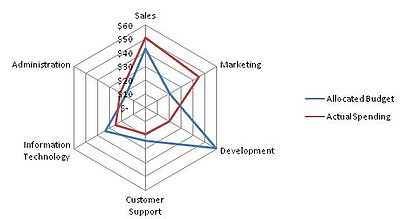 Sales
$60
$50
$40
$30
$20
$10
$-
Marketing
Development
Customer
Support
Information
Technology
Administration
Allocated Budget
Actual Spending